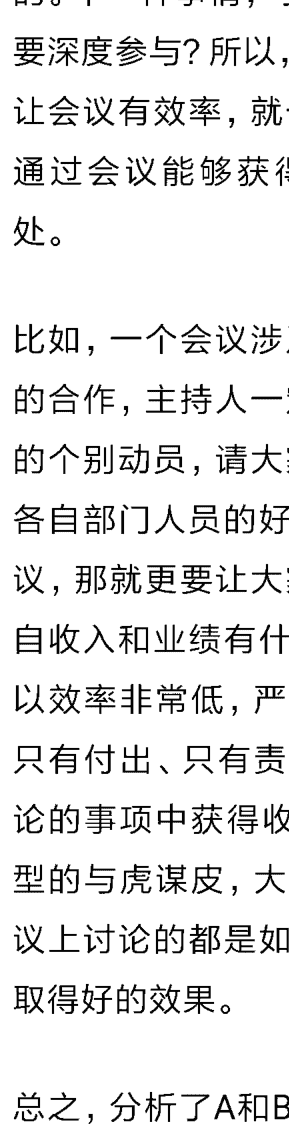 要深度参与？所以，
让会议有效率，就
通过会议能够获
处。
比如，一个会议涉
的合作，主持人一
的个别动员，请大
各自部门人员的好
议，那就更要让大
自收入和业绩有什
以效率非常低，严
只有付出、只有责
论的事项中获得收
型的与虎谋皮，大
议上讨论的都是如
取得好的效果。
总之，分析了A和B